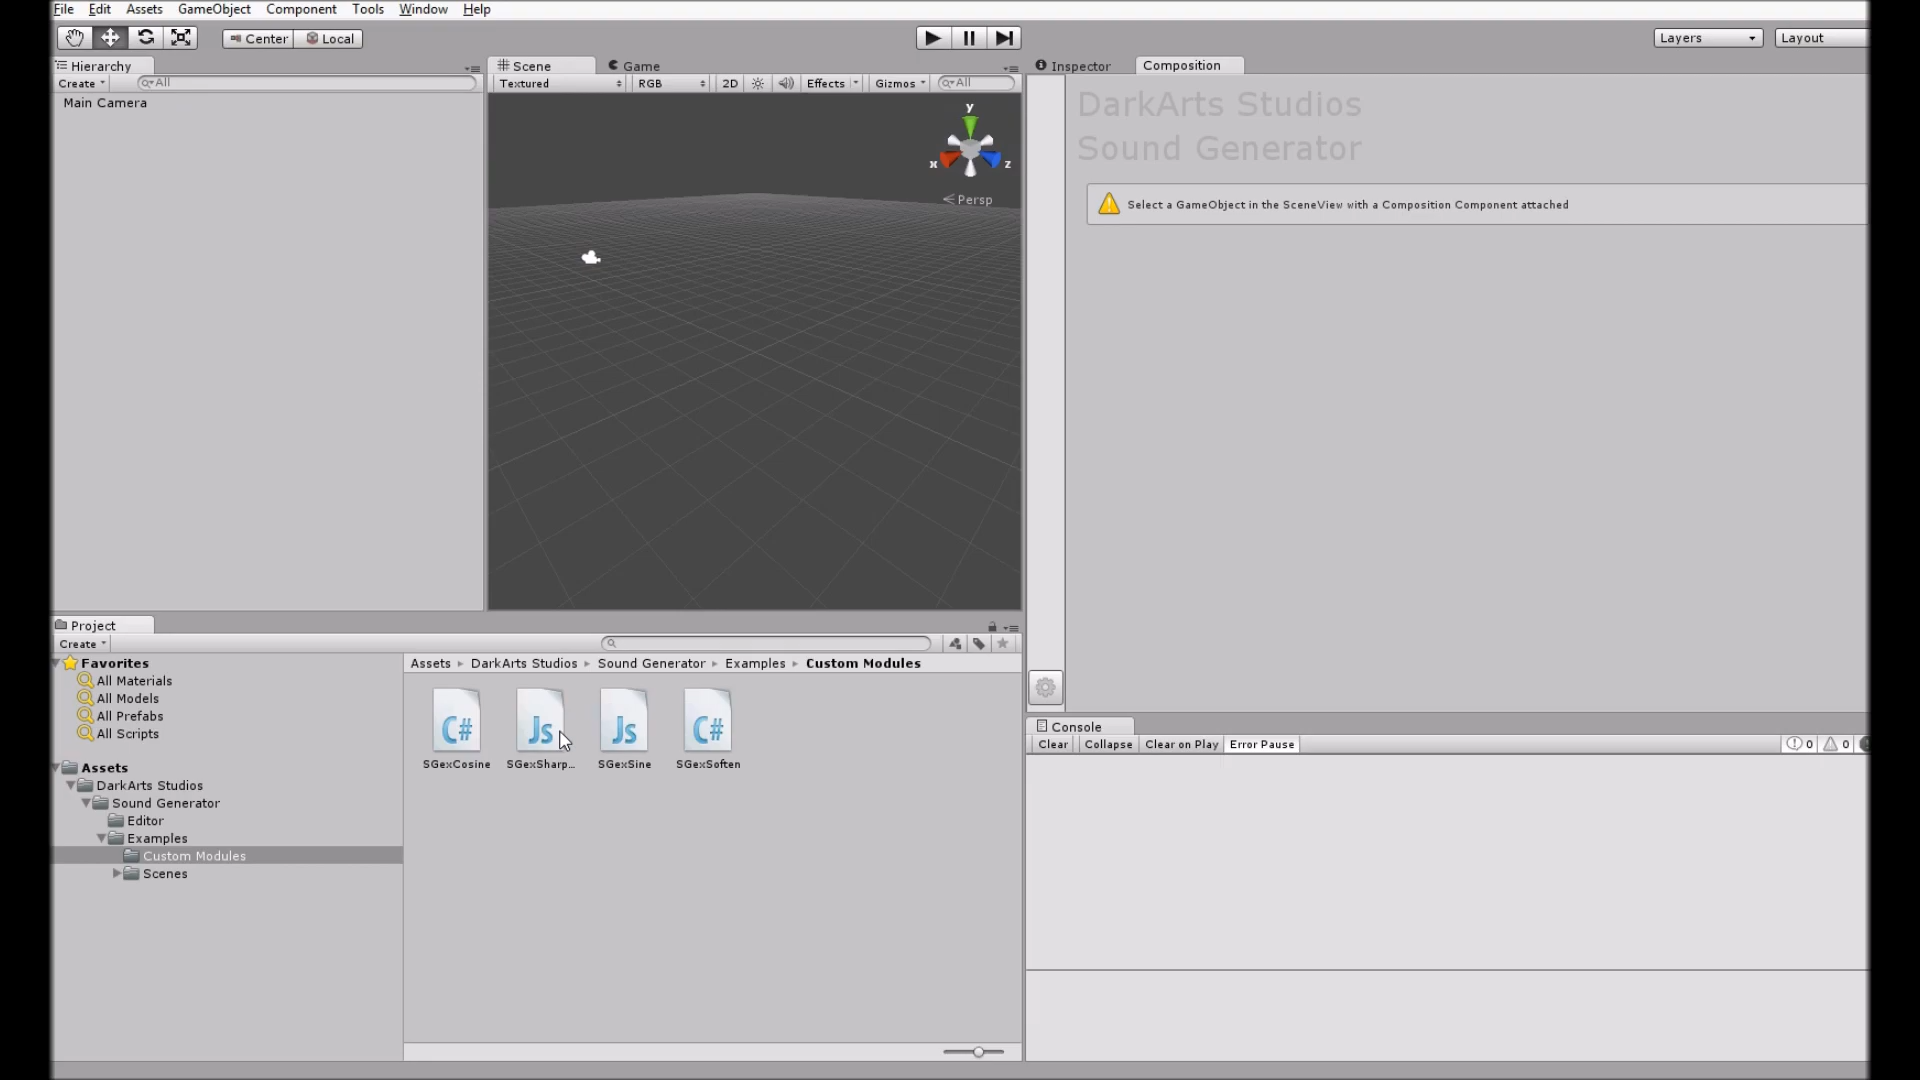 File Edit Assets GameObject Component Tools Window Help
Center Local
Layers Layout
Hierarchy
Create All
Main Camera
Scene Game
Textured RGB 2D Effects Gizmos All
y
x z
Persp
Inspector Composition
DarkArts Studios
Sound Generator
Select a GameObject in the SceneView with a Composition Component attached
Project
Create
Favorites
All Materials
All Models
All Prefabs
All Scripts
Assets
DarkArts Studios
Sound Generator
Editor
Examples
Custom Modules
Scenes
Assets DarkArts Studios Sound Generator Examples Custom Modules
C# Js Js C#
SGexCosine SGexSharp... SGexSine SGexSoften
Console
Clear Collapse Clear on Play Error Pause 0 0